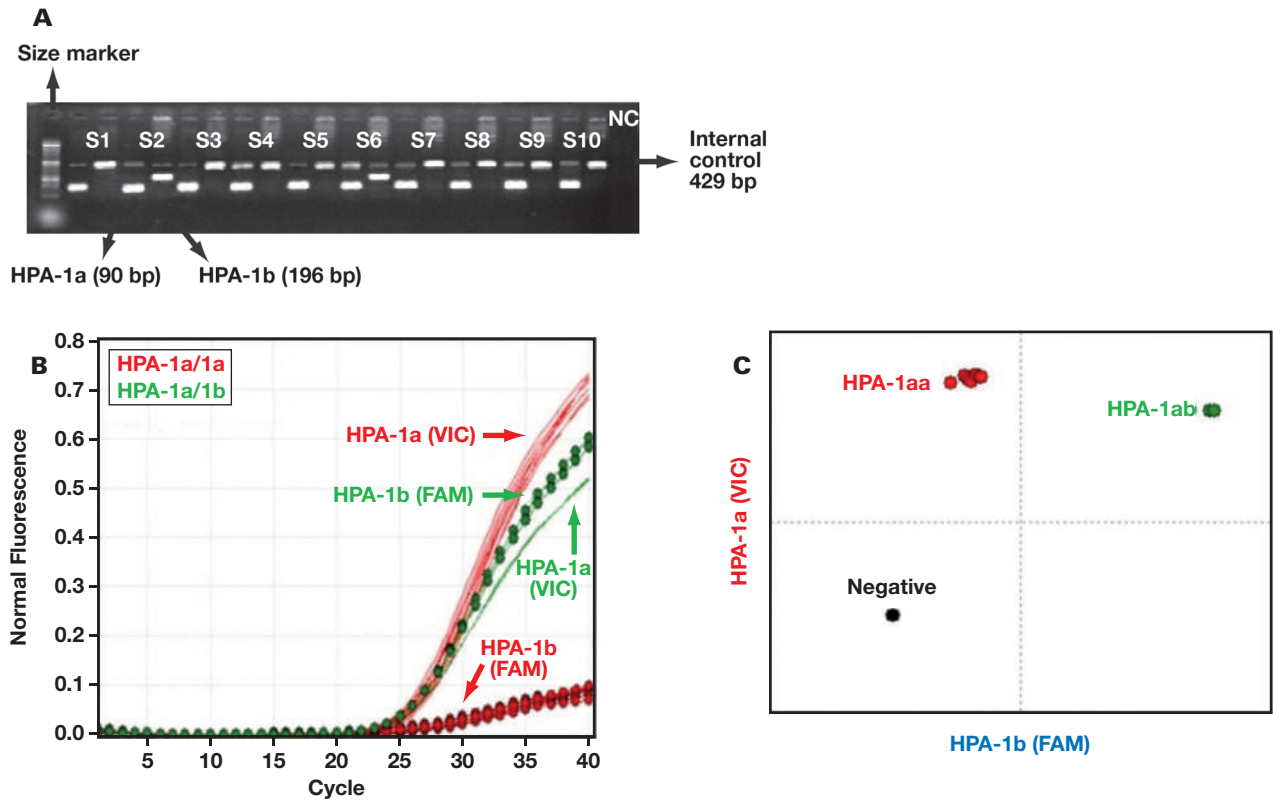 A
Size marker
NC
S1 S2 S3 S4 S5 S6 S7 S8 S9 S10
Internal
control
429 bp
HPA-1a (90 bp)
HPA-1b (196 bp)
B
0.8
0.7
0.6
0.5
0.4
0.3
0.2
0.1
0.0
Normal Fluorescence
HPA-1a/1a
HPA-1a/1b
HPA-1a (VIC)
HPA-1b (FAM)
HPA-1a
(VIC)
HPA-1b
(FAM)
5 10 15 20 25 30 35 40
Cycle
C
HPA-1aa
HPA-1ab
Negative
HPA-1a (VIC)
HPA-1b (FAM)